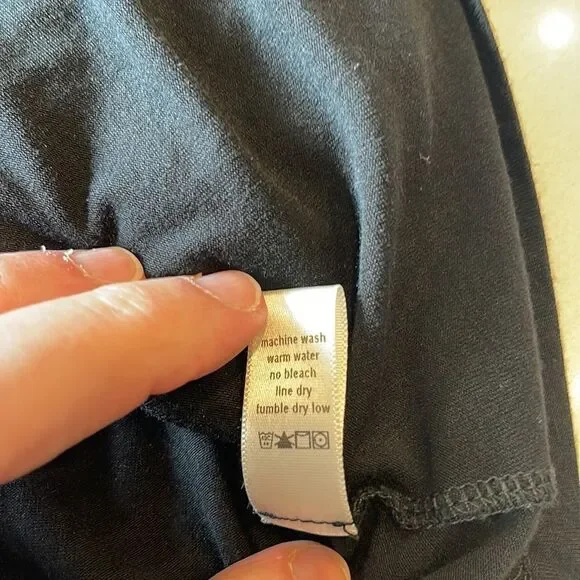 machine wash
warm water
no bleach
line dry
tumble dry low